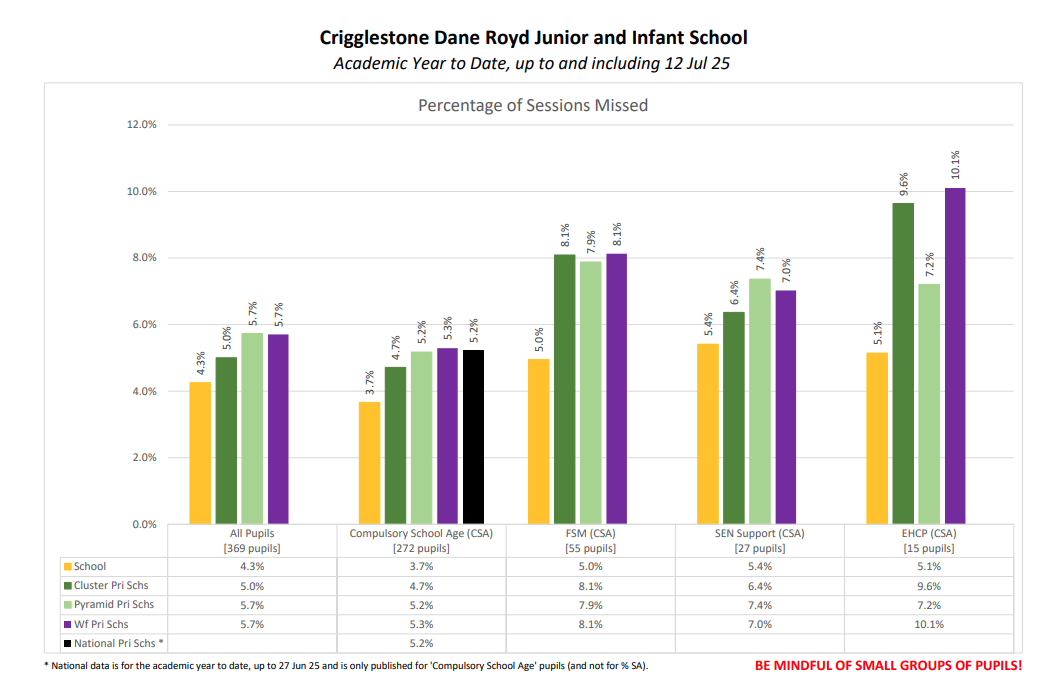 Crigglestone Dane Royd Junior and Infant School
Academic Year to Date, up to and including 12 Jul 25
Percentage of Sessions Missed
12.0%
10.0%
8.0%
6.0%
4.0%
2.0%
0.0%
4.3%
5.0%
5.7%
5.7%
3.7%
4.7%
5.2%
5.3%
5.2%
5.0%
8.1%
7.9%
8.1%
5.4%
6.4%
7.4%
7.0%
5.1%
9.6%
7.2%
10.1%
All Pupils Compulsory School Age (CSA) FSM (CSA) SEN Support (CSA) EHCP (CSA)
[369 pupils] [272 pupils] [55 pupils] [27 pupils] [15 pupils]
School 4.3% 3.7% 5.0% 5.4% 5.1%
Cluster Pri Schs 5.0% 4.7% 8.1% 6.4% 9.6%
Pyramid Pri Schs 5.7% 5.2% 7.9% 7.4% 7.2%
Wf Pri Schs 5.7% 5.3% 8.1% 7.0% 10.1%
National Pri Schs * 5.2%
* National data is for the academic year to date, up to 27 Jun 25 and is only published for 'Compulsory School Age' pupils (and not for % SA).
BE MINDFUL OF SMALL GROUPS OF PUPILS!